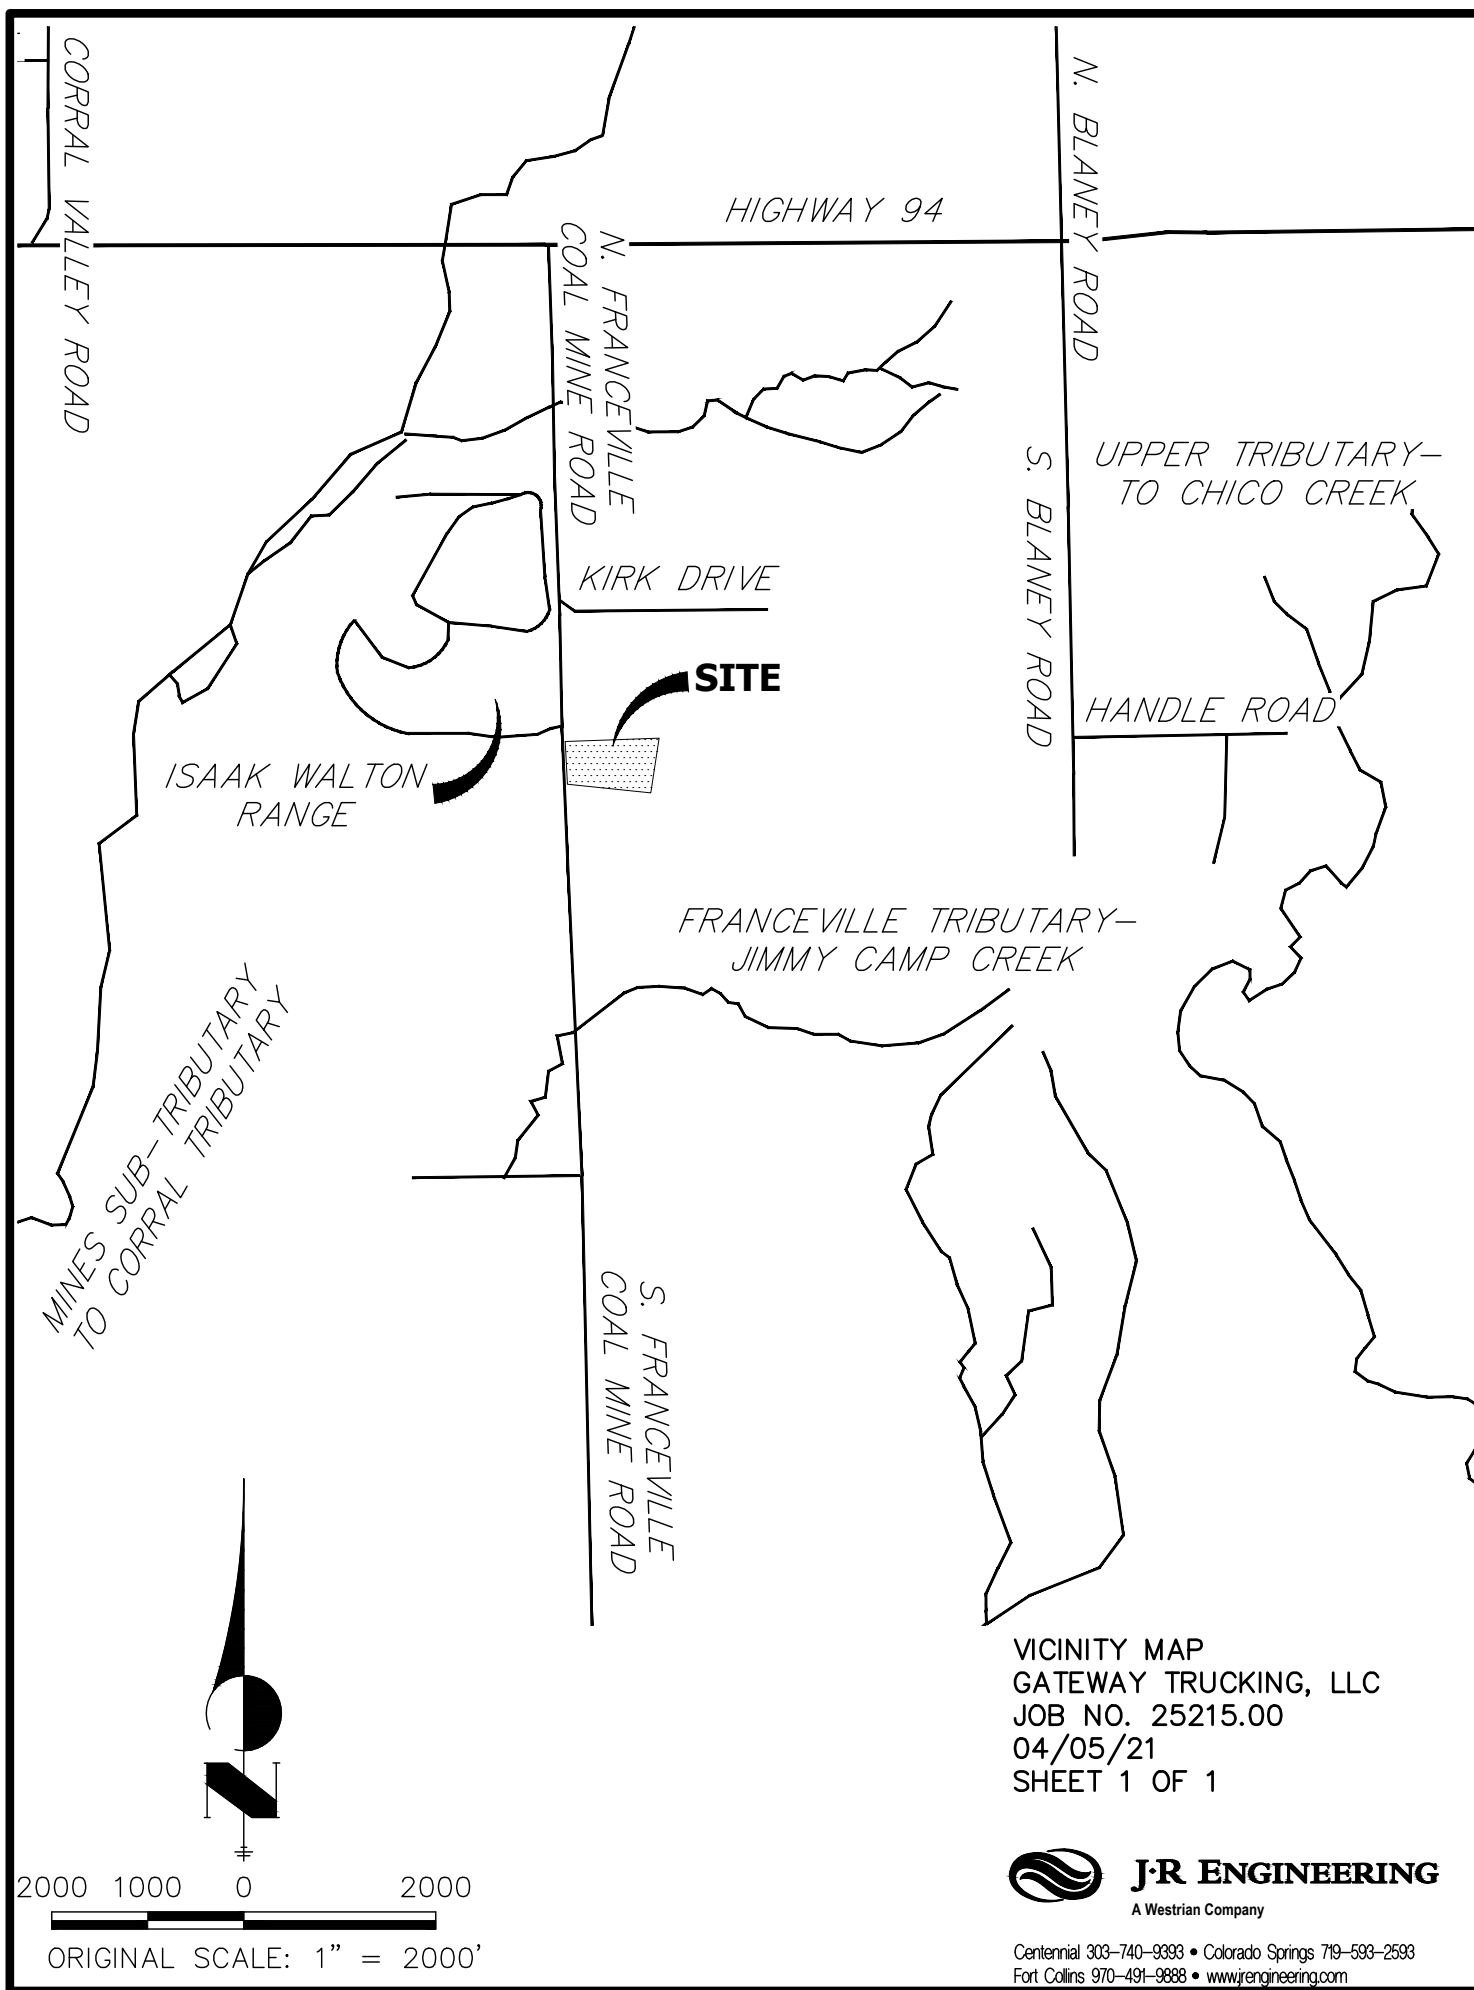 CORRAL VALLEY ROAD
N. BLANEY ROAD
HIGHWAY 94
N. FRANCEVILLE
COAL MINE ROAD
S. BLANEY ROAD
UPPER TRIBUTARY–
TO CHICO CREEK
KIRK DRIVE
SITE
HANDLE ROAD
ISAAK WALTON
RANGE
FRANCEVILLE TRIBUTARY–
JIMMY CAMP CREEK
MINES SUB–TRIBUTARY
TO CORRAL TRIBUTARY
S. FRANCEVILLE
COAL MINE ROAD
N
VICINITY MAP
GATEWAY TRUCKING, LLC
JOB NO. 25215.00
04/05/21
SHEET 1 OF 1
2000 1000 0 2000
ORIGINAL SCALE: 1" = 2000'
J·R ENGINEERING
A Westrian Company
Centennial 303–740–9393 • Colorado Springs 719–593–2593
Fort Collins 970–491–9888 • www.jrengineering.com